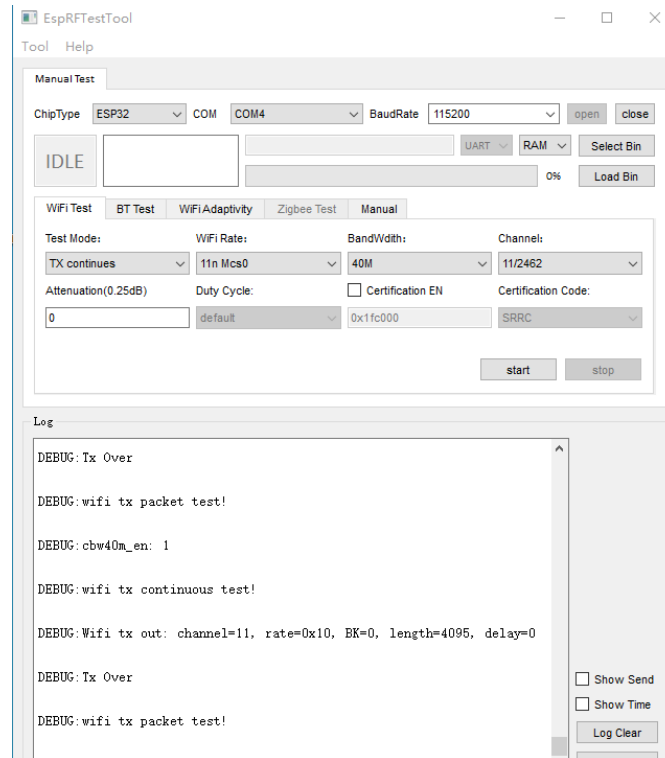 EspRFTestTool
Tool Help
Manual Test
ChipType ESP32 COM COM4 BaudRate 115200 open close
IDLE UART RAM Select Bin
0% Load Bin
WiFi Test BT Test WiFi Adaptivity Zigbee Test Manual
Test Mode: WiFi Rate: BandWdith: Channel:
TX continues 11n Mcs0 40M 11/2462
Attenuation(0.25dB) Duty Cycle: Certification EN Certification Code:
0 default 0x1fc000 SRRC
start stop
Log
DEBUG:Tx Over
DEBUG:wifi tx packet test!
DEBUG:cbw40m_en: 1
DEBUG:wifi tx continuous test!
DEBUG:Wifi tx out: channel=11, rate=0x10, BK=0, length=4095, delay=0
DEBUG:Tx Over
Show Send
Show Time
DEBUG:wifi tx packet test!
Log Clear